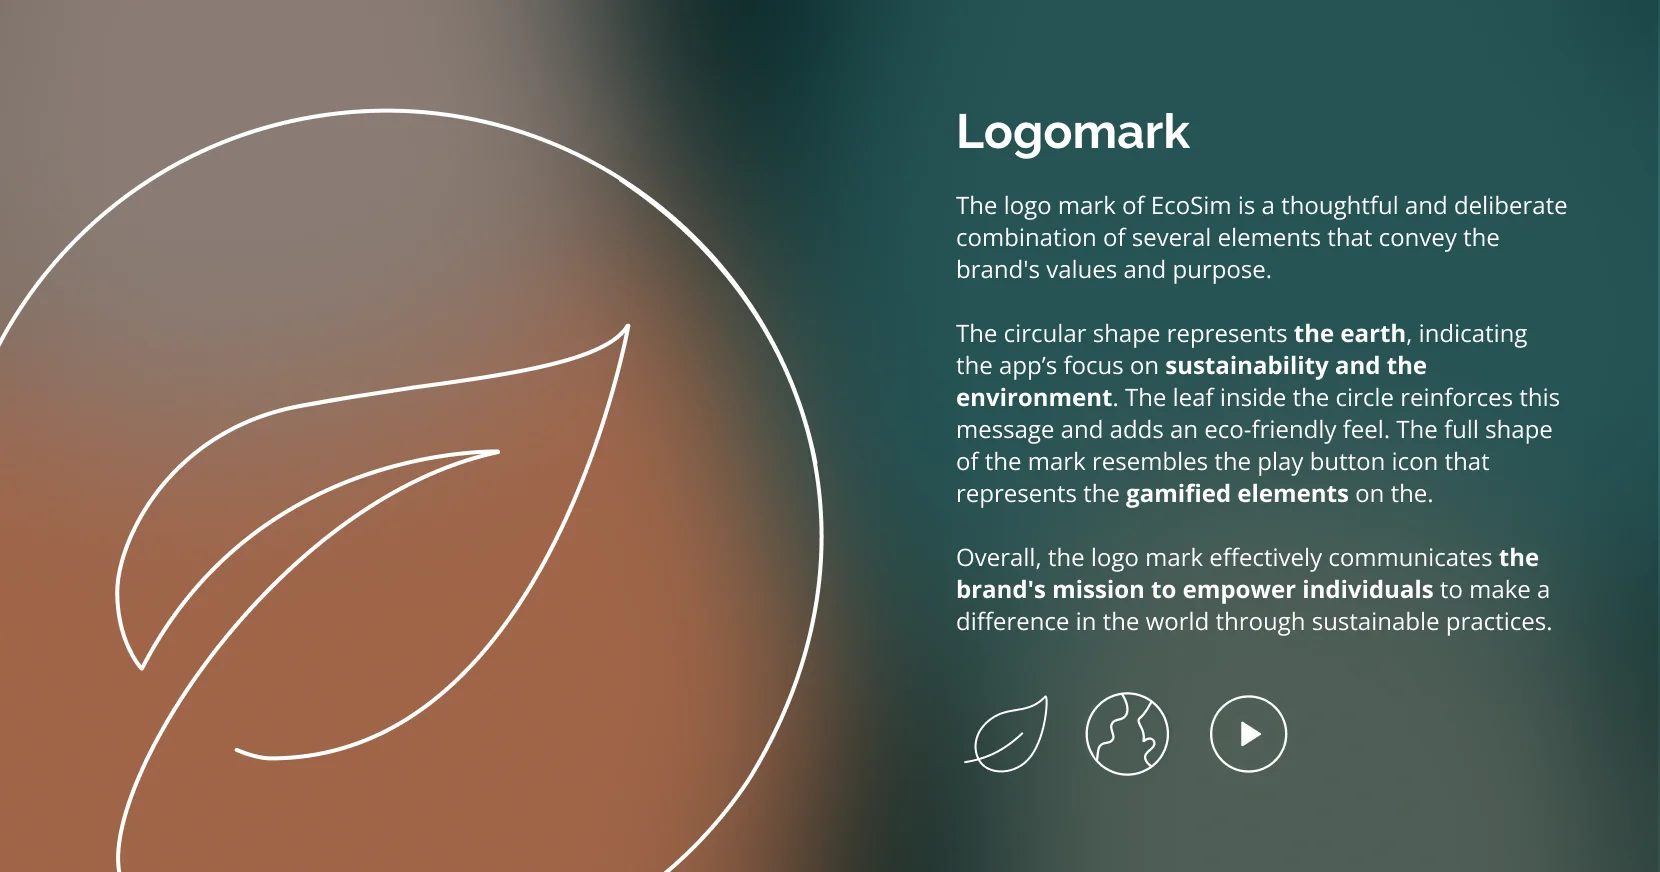 Logomark
The logo mark of EcoSim is a thoughtful and deliberate
combination of several elements that convey the
brand's values and purpose.
The circular shape represents the earth, indicating
the app’s focus on sustainability and the
environment. The leaf inside the circle reinforces this
message and adds an eco-friendly feel. The full shape
of the mark resembles the play button icon that
represents the gamified elements on the.
Overall, the logo mark effectively communicates the
brand's mission to empower individuals to make a
difference in the world through sustainable practices.